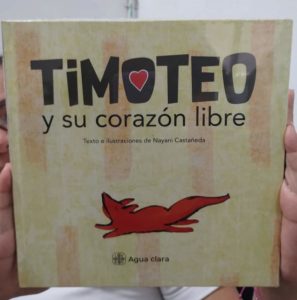 TiMOTEO
y su corazón libre
Texto e ilustraciones de Nayani Castañeda
Agua clara